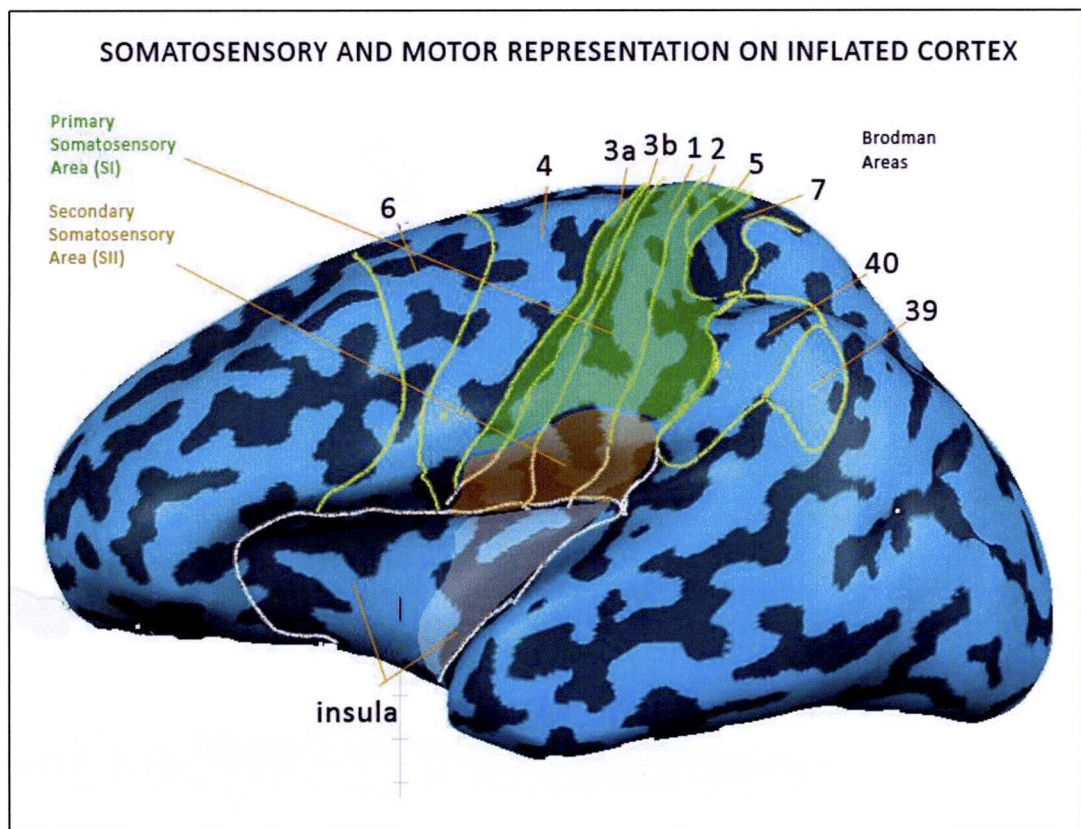 SOMATOSENSORY AND MOTOR REPRESENTATION ON INFLATED CORTEX
Primary
Somatosensory
Area (SI)
Secondary
Somatosensory
Area (SII)
6
4
3a
3b
1
2
5
7
Brodman
Areas
40
39
insula